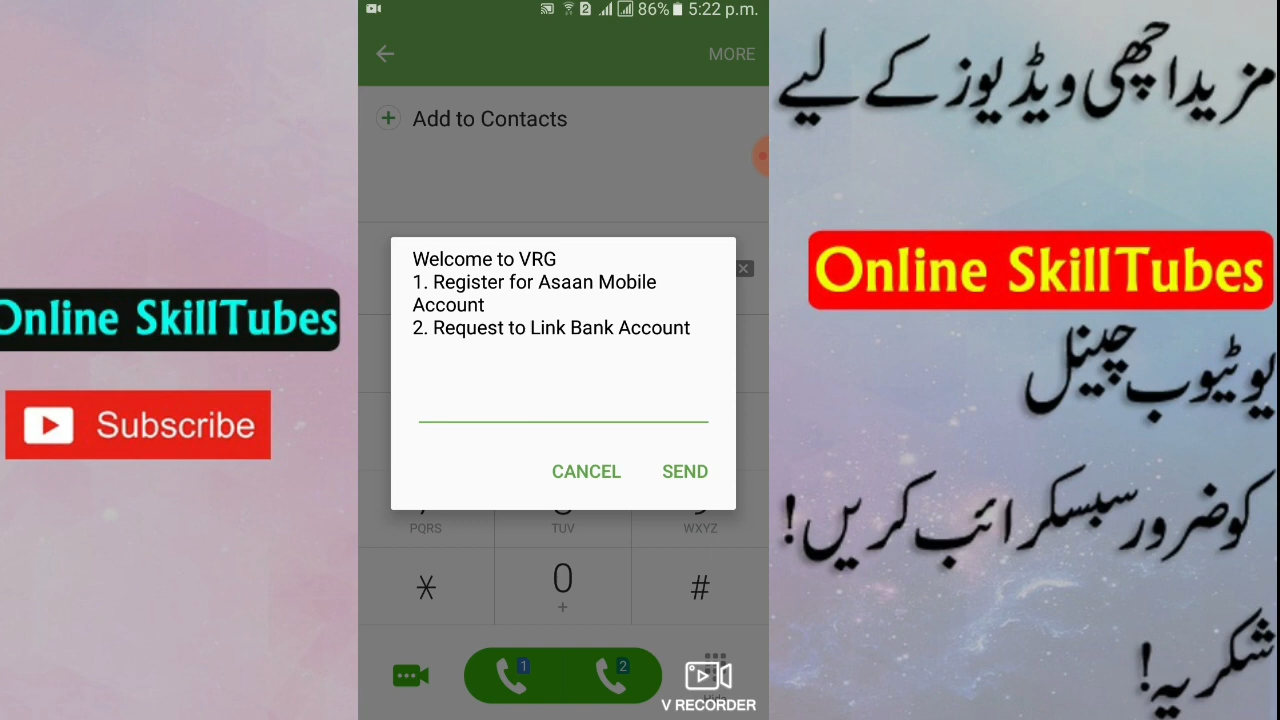 Online SkillTubes
Subscribe
86% 5:22 p.m.
MORE
Add to Contacts
Welcome to VRG
1. Register for Asaan Mobile
Account
2. Request to Link Bank Account
CANCEL SEND
PQRS TUV WXYZ
* 0 #
+
1 2
V RECORDER
مزید اچھی ویڈیوز کے لیے
Online SkillTubes
یوٹیوب چینل
کو ضرور سبسکرائب کریں!
شکریہ!